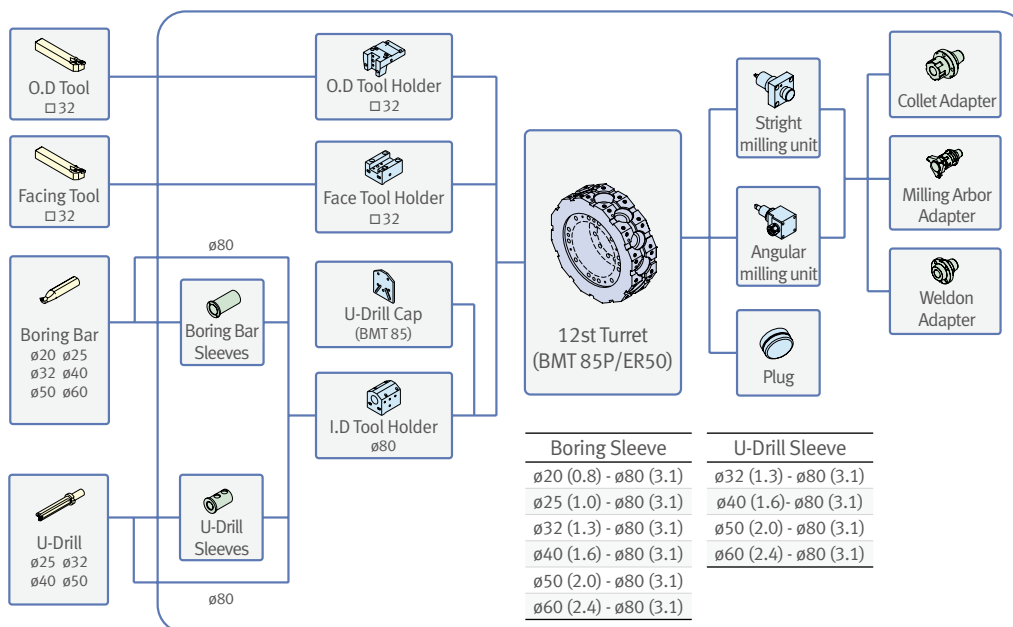 O.D Tool
□ 32
Facing Tool
□ 32
ø80
Boring Bar
ø20 ø25
ø32 ø40
ø50 ø60
Boring Bar
Sleeves
U-Drill
ø25 ø32
ø40 ø50
U-Drill
Sleeves
ø80
O.D Tool Holder
□ 32
Face Tool Holder
□ 32
U-Drill Cap
(BMT 85)
I.D Tool Holder
ø80
12st Turret
(BMT 85P/ER50)
Stright
milling unit
Angular
milling unit
Plug
Collet Adapter
Milling Arbor
Adapter
Weldon
Adapter
Boring Sleeve
ø20 (0.8) - ø80 (3.1)
ø25 (1.0) - ø80 (3.1)
ø32 (1.3) - ø80 (3.1)
ø40 (1.6) - ø80 (3.1)
ø50 (2.0) - ø80 (3.1)
ø60 (2.4) - ø80 (3.1)
U-Drill Sleeve
ø32 (1.3) - ø80 (3.1)
ø40 (1.6)- ø80 (3.1)
ø50 (2.0) - ø80 (3.1)
ø60 (2.4) - ø80 (3.1)